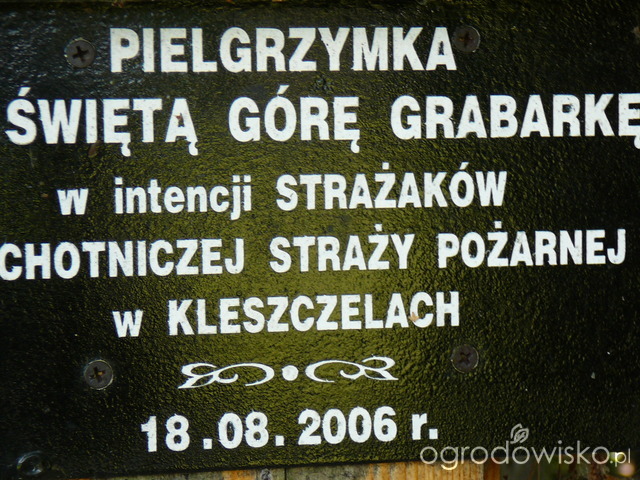 PIELGRZYMKA
ŚWIĘTĄ GÓRĘ GRABARKĘ
w intencji STRAŻAKÓW
CHOTNICZEJ STRAŻY POŻARNEJ
w KLESZCZELACH
18.08.2006 r.
ogrodowisko.pl